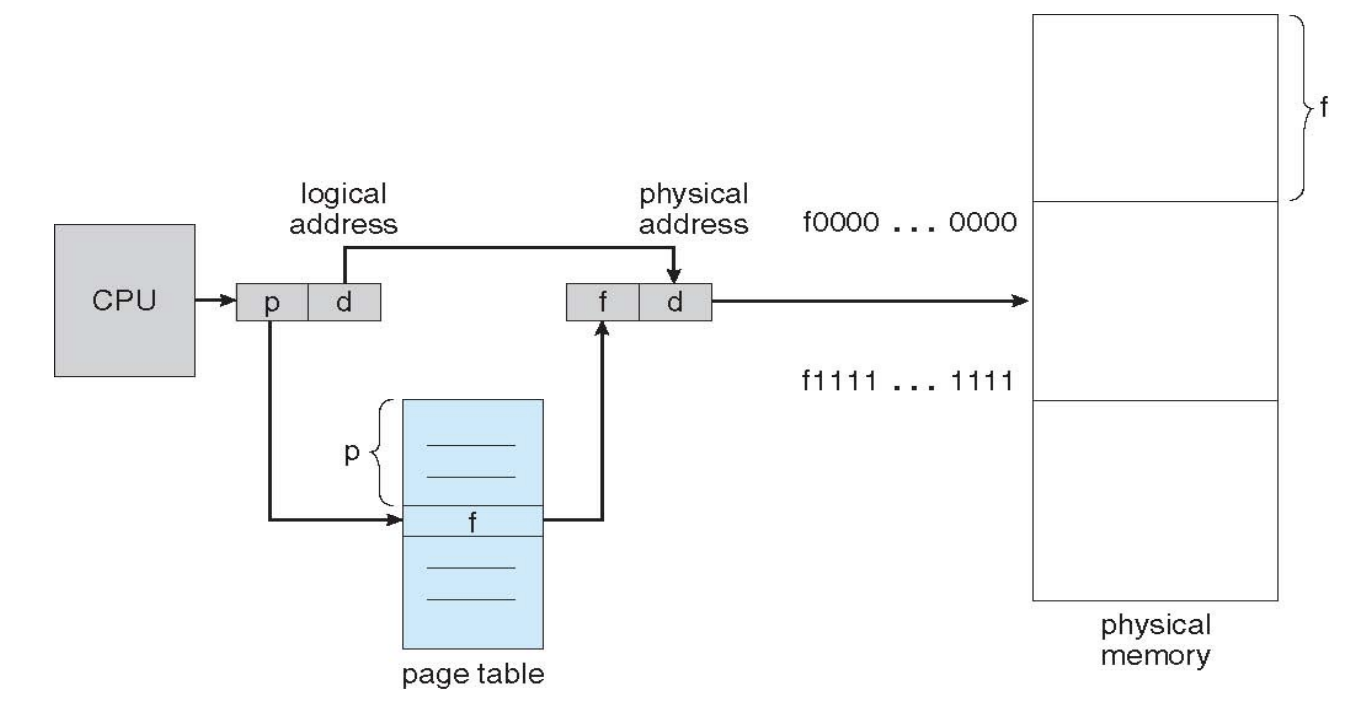 f
logical
address
physical
address
f0000 ... 0000
CPU
p
d
f
d
f1111 ... 1111
p
f
page table
physical
memory